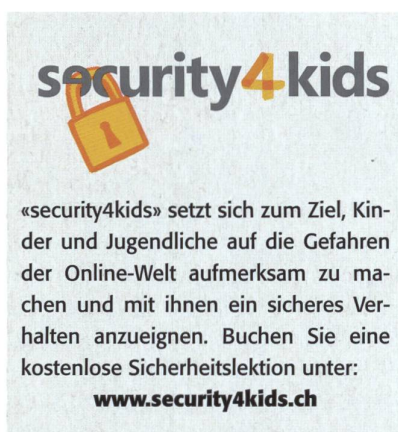 security4kids
«security4kids» setzt sich zum Ziel, Kin-
der und Jugendliche auf die Gefahren
der Online-Welt aufmerksam zu ma-
chen und mit ihnen ein sicheres Ver-
halten anzueignen. Buchen Sie eine
kostenlose Sicherheitslektion unter:
www.security4kids.ch